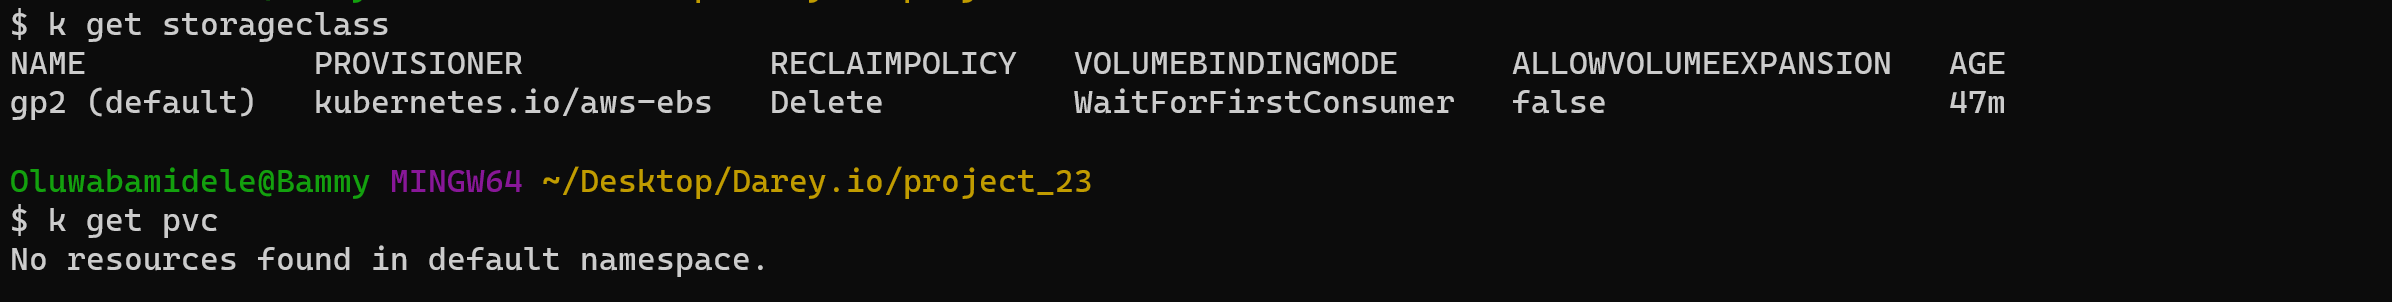 $ k get storageclass
NAME            PROVISIONER             RECLAIMPOLICY   VOLUMEBINDINGMODE      ALLOWVOLUMEEXPANSION   AGE
gp2 (default)   kubernetes.io/aws-ebs   Delete          WaitForFirstConsumer   false                  47m
Oluwabamidele@Bammy MINGW64 ~/Desktop/Darey.io/project_23
$ k get pvc
No resources found in default namespace.